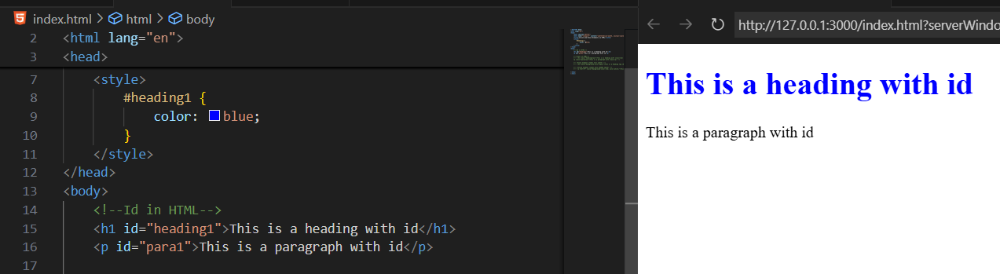 index.html > html > body
2 <html lang="en">
3 <head>
7 <style>
8 #heading1 {
9 color: blue;
10 }
11 </style>
12 </head>
13 <body>
14 <!--Id in HTML-->
15 <h1 id="heading1">This is a heading with id</h1>
16 <p id="para1">This is a paragraph with id</p>
17
http://127.0.0.1:3000/index.html?serverWindo
This is a heading with id
This is a paragraph with id